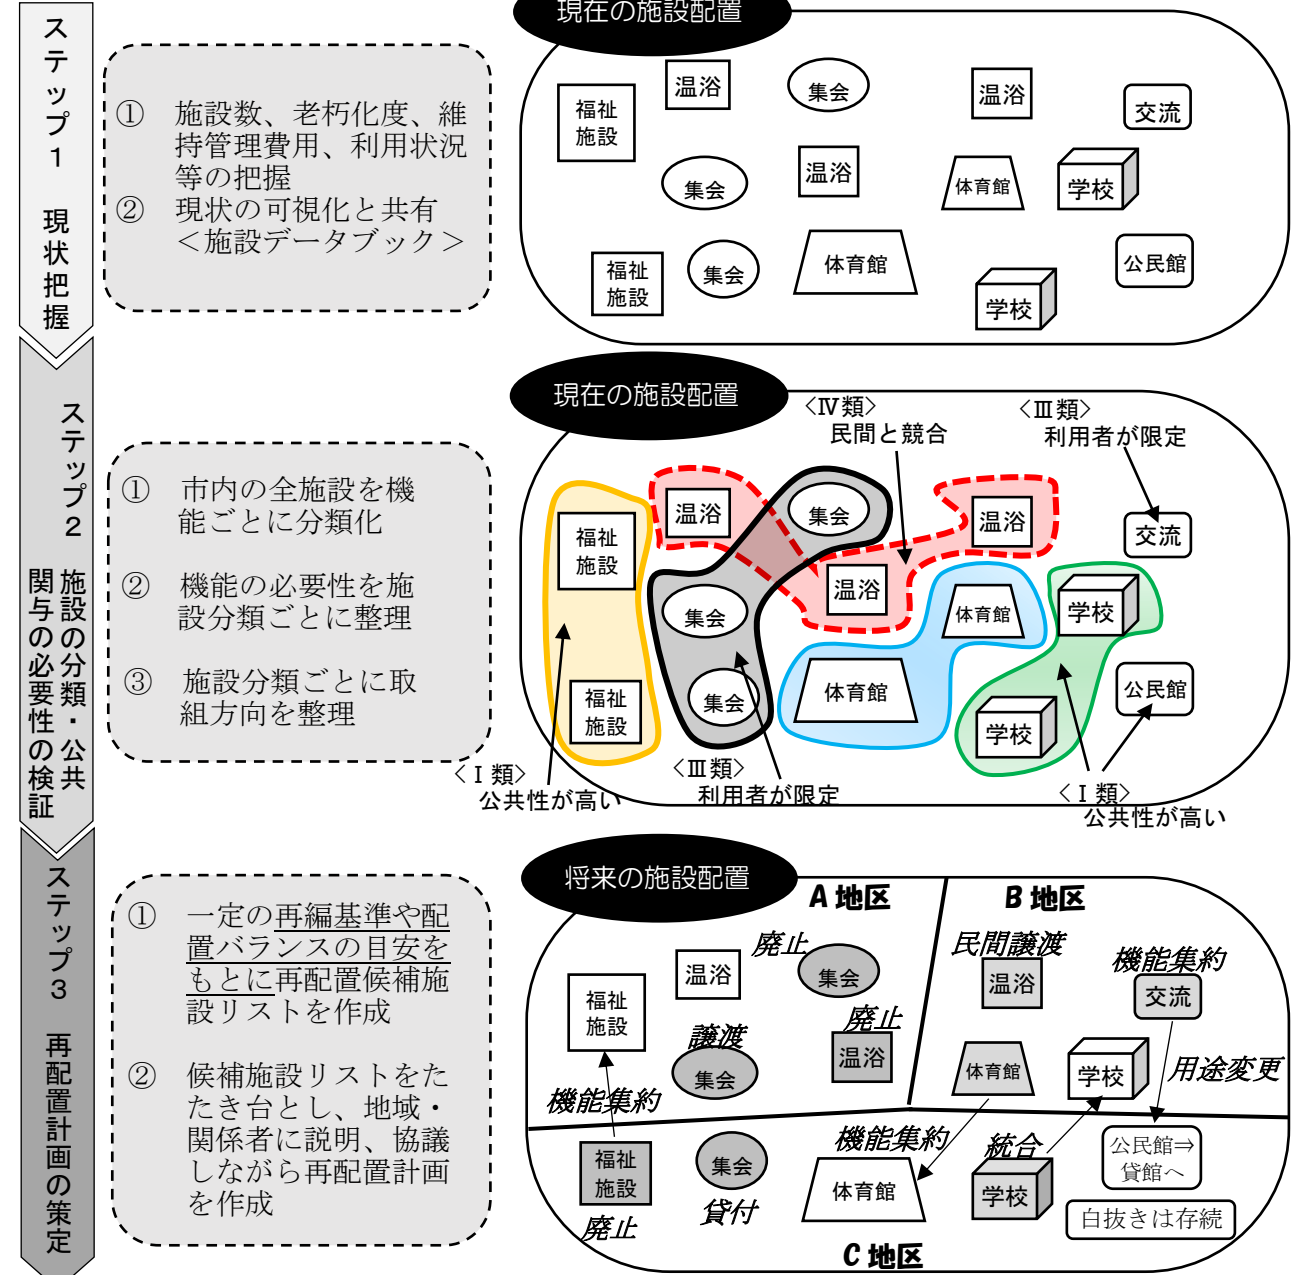 ステップ1 現状把握
① 施設数、老朽化度、維
持管理費用、利用状況
等の把握
② 現状の可視化と共有
＜施設データブック＞
現在の施設配置
福祉
施設
温浴
集会
温浴
交流
集会
温浴
体育館
学校
福祉
施設
集会
体育館
学校
公民館
ステップ2 施設の分類・公共
関与の必要性の検証
① 市内の全施設を機
能ごとに分類化
② 機能の必要性を施
設分類ごとに整理
③ 施設分類ごとに取
組方向を整理
現在の施設配置
〈Ⅳ類〉
民間と競合
〈Ⅲ類〉
利用者が限定
福祉
施設
温浴
集会
温浴
交流
集会
温浴
体育館
学校
福祉
施設
集会
体育館
学校
公民館
〈Ⅰ類〉
公共性が高い
〈Ⅲ類〉
利用者が限定
〈Ⅰ類〉
公共性が高い
ステップ3 再配置計画の策定
① 一定の再編基準や配
置バランスの目安を
もとに再配置候補施
設リストを作成
② 候補施設リストをた
たき台とし、地域・
関係者に説明、協議
しながら再配置計画
を作成
将来の施設配置
A 地区
B 地区
福祉
施設
温浴
廃止
集会
民間譲渡
温浴
機能集約
交流
譲渡
集会
廃止
温浴
体育館
学校
用途変更
機能集約
福祉
施設
廃止
集会
貸付
機能集約
体育館
統合
学校
公民館⇒
貸館へ
白抜きは存続
C 地区